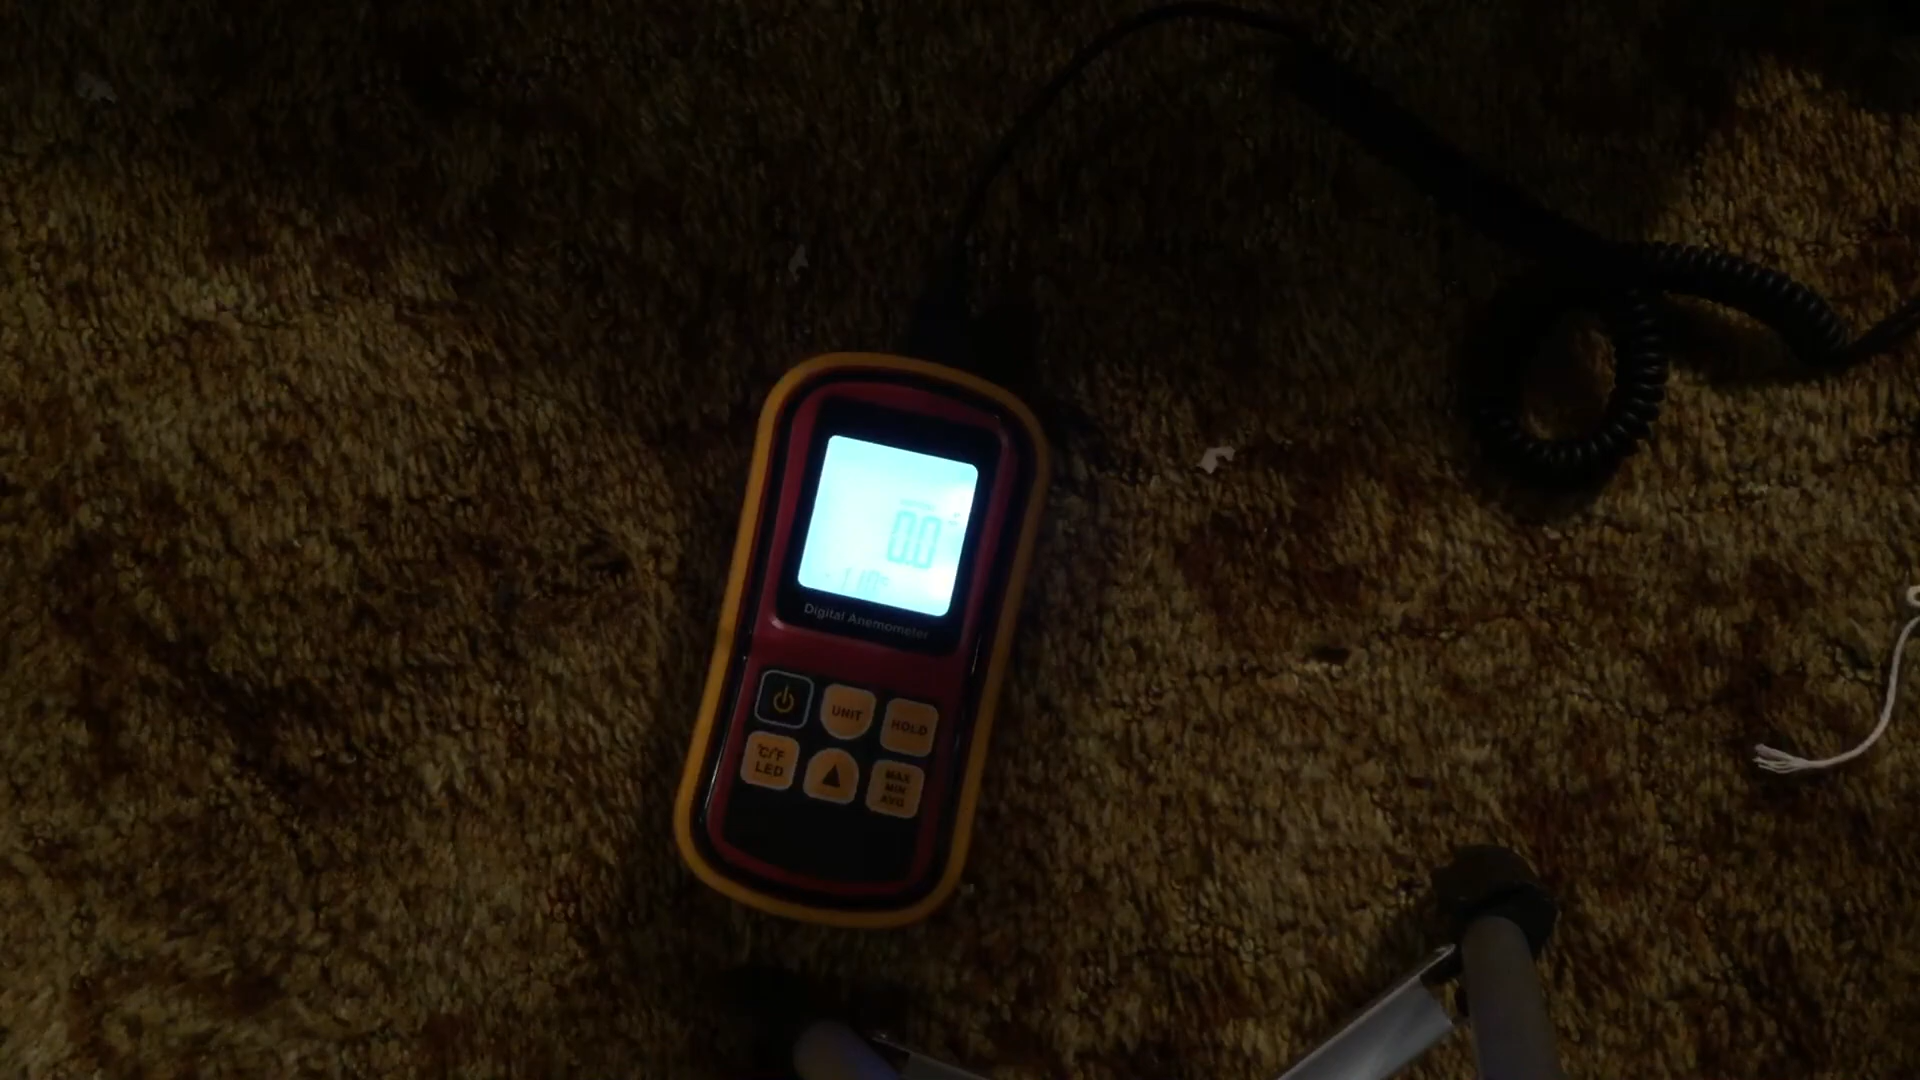 0.0
Digital Anemometer
UNIT
HOLD
°C/°F
LED
MAX
MIN
AVG